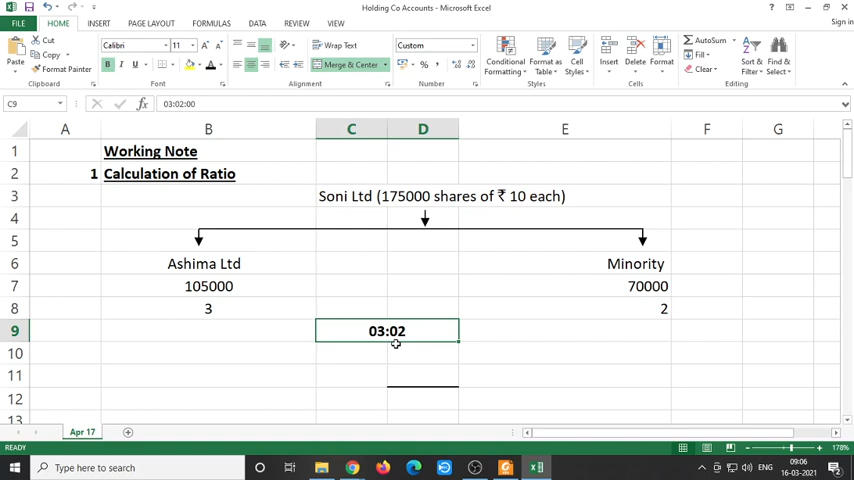 Holding Co Accounts - Microsoft Excel
FILE HOME INSERT PAGE LAYOUT FORMULAS DATA REVIEW VIEW Sign in
Cut
Copy
Format Painter
Paste
Clipboard
Calibri 11
B I U
Font
Wrap Text
Merge & Center
Alignment
Custom
Number
Conditional Formatting
Format as Table
Cell Styles
Styles
Insert Delete Format
Cells
AutoSum
Fill
Clear
Sort & Filter
Find & Select
Editing
C9 fx 03:02:00
A B C D E F G
1 Working Note
2 1 Calculation of Ratio
3 Soni Ltd (175000 shares of ₹ 10 each)
4
5
6 Ashima Ltd Minority
7 105000 70000
8 3 2
9 03:02
10
11
12
13
Apr 17
READY 178%
Type here to search
ENG 09:06
16-03-2021
2